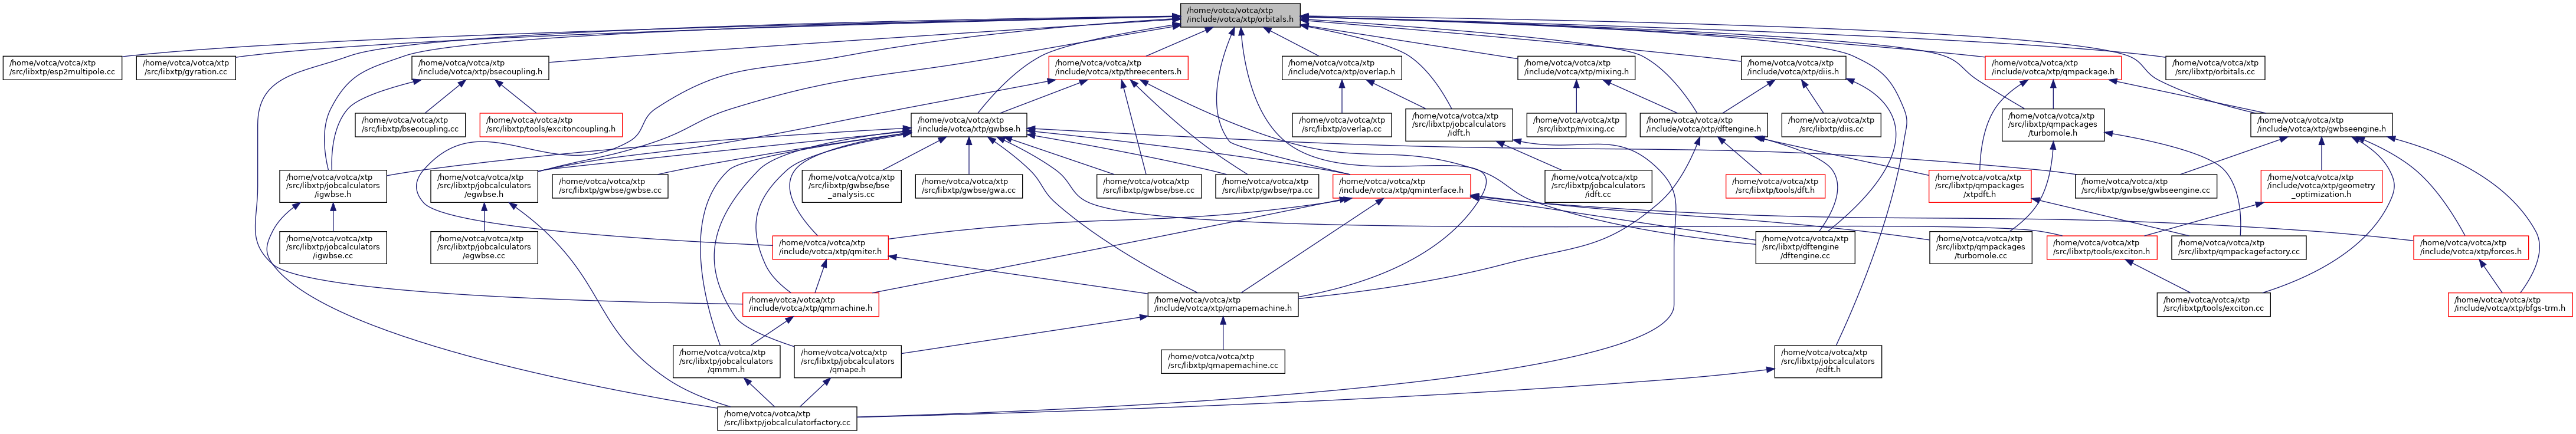 /home/votca/votca/xtp
/include/votca/xtp/orbitals.h
/home/votca/votca/xtp
/src/libxtp/esp2multipole.cc
/home/votca/votca/xtp
/src/libxtp/gyration.cc
/home/votca/votca/xtp
/include/votca/xtp/bsecoupling.h
/home/votca/votca/xtp
/include/votca/xtp/threecenters.h
/home/votca/votca/xtp
/include/votca/xtp/overlap.h
/home/votca/votca/xtp
/include/votca/xtp/mixing.h
/home/votca/votca/xtp
/include/votca/xtp/diis.h
/home/votca/votca/xtp
/include/votca/xtp/qmpackage.h
/home/votca/votca/xtp
/src/libxtp/orbitals.cc
/home/votca/votca/xtp
/src/libxtp/bsecoupling.cc
/home/votca/votca/xtp
/src/libxtp/tools/excitoncoupling.h
/home/votca/votca/xtp
/include/votca/xtp/gwbse.h
/home/votca/votca/xtp
/src/libxtp/overlap.cc
/home/votca/votca/xtp
/src/libxtp/jobcalculators
/idft.h
/home/votca/votca/xtp
/src/libxtp/mixing.cc
/home/votca/votca/xtp
/include/votca/xtp/dftengine.h
/home/votca/votca/xtp
/src/libxtp/diis.cc
/home/votca/votca/xtp
/src/libxtp/qmpackages
/turbomole.h
/home/votca/votca/xtp
/include/votca/xtp/gwbseengine.h
/home/votca/votca/xtp
/src/libxtp/jobcalculators
/igwbse.h
/home/votca/votca/xtp
/src/libxtp/jobcalculators
/egwbse.h
/home/votca/votca/xtp
/src/libxtp/gwbse/gwbse.cc
/home/votca/votca/xtp
/src/libxtp/gwbse/bse
_analysis.cc
/home/votca/votca/xtp
/src/libxtp/gwbse/gwa.cc
/home/votca/votca/xtp
/src/libxtp/gwbse/bse.cc
/home/votca/votca/xtp
/src/libxtp/gwbse/rpa.cc
/home/votca/votca/xtp
/include/votca/xtp/qminterface.h
/home/votca/votca/xtp
/src/libxtp/jobcalculators
/idft.cc
/home/votca/votca/xtp
/src/libxtp/tools/dft.h
/home/votca/votca/xtp
/src/libxtp/qmpackages
/xtpdft.h
/home/votca/votca/xtp
/src/libxtp/gwbse/gwbseengine.cc
/home/votca/votca/xtp
/include/votca/xtp/geometry
_optimization.h
/home/votca/votca/xtp
/src/libxtp/jobcalculators
/igwbse.cc
/home/votca/votca/xtp
/src/libxtp/jobcalculators
/egwbse.cc
/home/votca/votca/xtp
/include/votca/xtp/qmiter.h
/home/votca/votca/xtp
/src/libxtp/dftengine
/dftengine.cc
/home/votca/votca/xtp
/src/libxtp/qmpackages
/turbomole.cc
/home/votca/votca/xtp
/src/libxtp/tools/exciton.h
/home/votca/votca/xtp
/src/libxtp/qmpackagefactory.cc
/home/votca/votca/xtp
/include/votca/xtp/forces.h
/home/votca/votca/xtp
/include/votca/xtp/qmmachine.h
/home/votca/votca/xtp
/include/votca/xtp/qmapemachine.h
/home/votca/votca/xtp
/src/libxtp/tools/exciton.cc
/home/votca/votca/xtp
/include/votca/xtp/bfgs-trm.h
/home/votca/votca/xtp
/src/libxtp/jobcalculators
/qmmm.h
/home/votca/votca/xtp
/src/libxtp/jobcalculators
/qmape.h
/home/votca/votca/xtp
/src/libxtp/qmapemachine.cc
/home/votca/votca/xtp
/src/libxtp/jobcalculators
/edft.h
/home/votca/votca/xtp
/src/libxtp/jobcalculatorfactory.cc